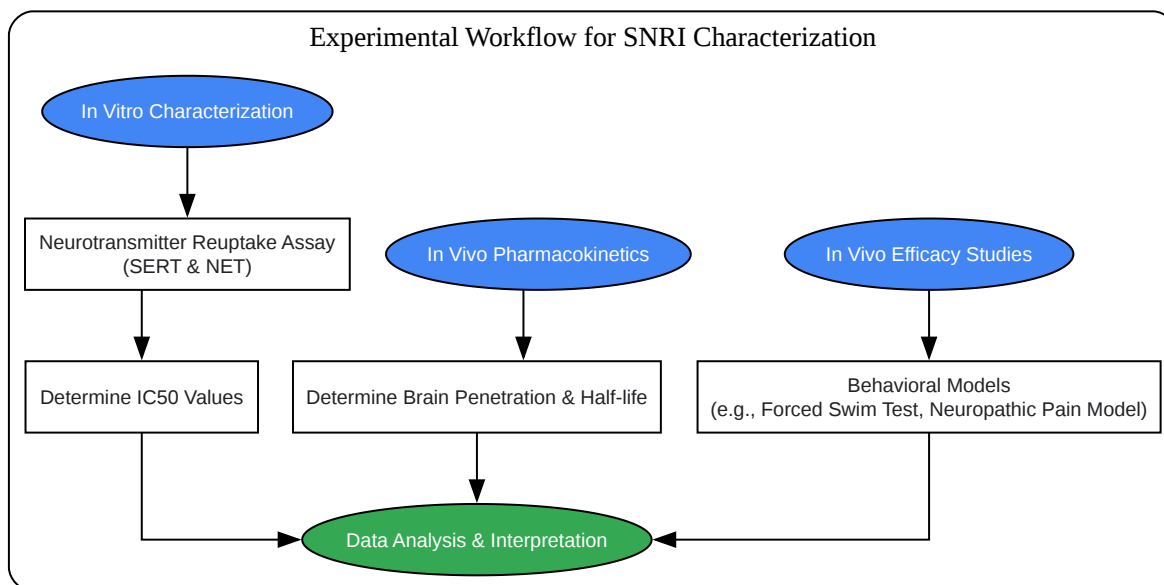 Experimental Workflow for SNRI Characterization
In Vitro Characterization
Neurotransmitter Reuptake Assay
(SERT & NET)
In Vivo Pharmacokinetics
In Vivo Efficacy Studies
Determine IC50 Values
Determine Brain Penetration & Half-life
Behavioral Models
(e.g., Forced Swim Test, Neuropathic Pain Model)
Data Analysis & Interpretation